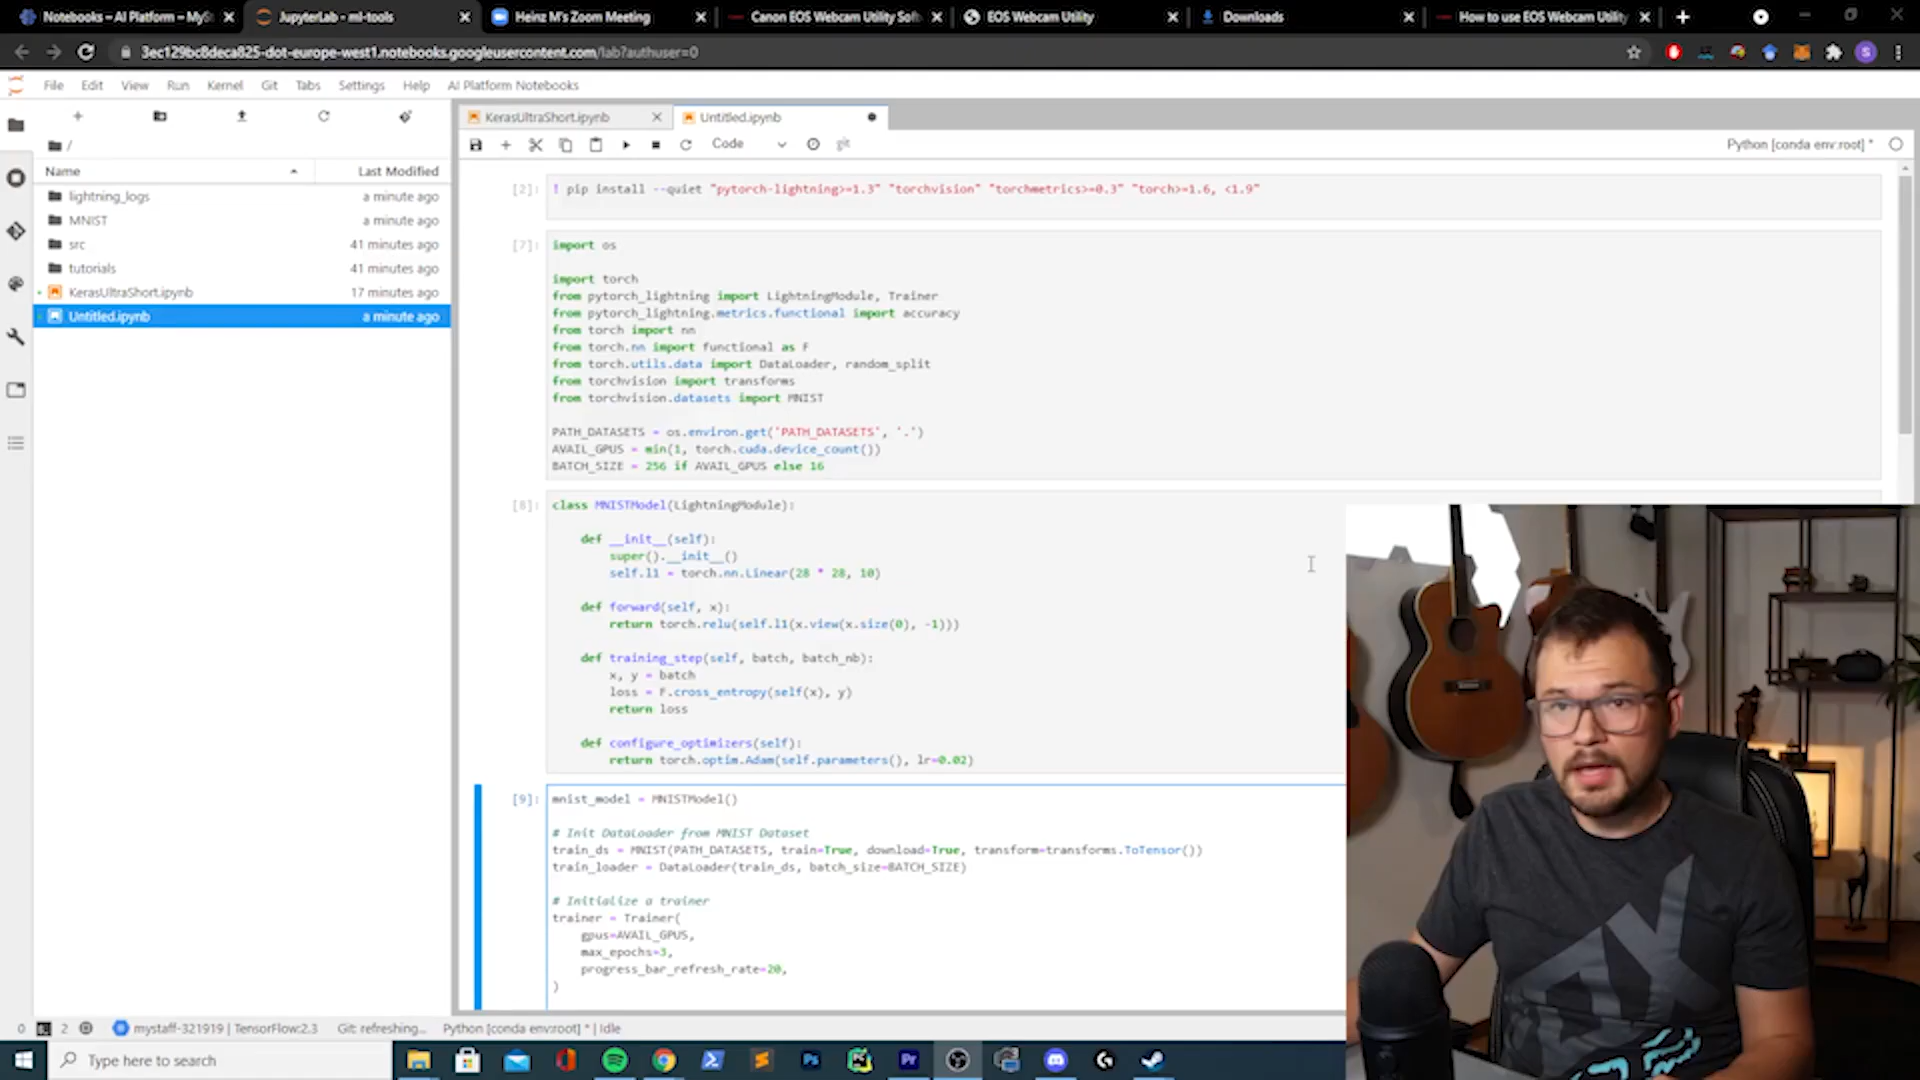 Notebooks – AI Platform – MySt
JupyterLab - ml-tools
Heinz M's Zoom Meeting
Canon EOS Webcam Utility Soft
EOS Webcam Utility
Downloads
How to use EOS Webcam Utility
3ec129bc8deca825-dot-europe-west1.notebooks.googleusercontent.com/lab?authuser=0
S
File Edit View Run Kernel Git Tabs Settings Help AI Platform Notebooks
KerasUltraShort.ipynb
Untitled.ipynb
/
Code
Python [conda env:root] *
Name Last Modified
lightning_logs a minute ago
MNIST a minute ago
src 41 minutes ago
tutorials 41 minutes ago
KerasUltraShort.ipynb 17 minutes ago
Untitled.ipynb a minute ago
[2]: ! pip install --quiet "pytorch-lightning>=1.3" "torchvision" "torchmetrics>=0.3" "torch>=1.6, <1.9"
[7]: import os
import torch
from pytorch_lightning import LightningModule, Trainer
from pytorch_lightning.metrics.functional import accuracy
from torch import nn
from torch.nn import functional as F
from torch.utils.data import DataLoader, random_split
from torchvision import transforms
from torchvision.datasets import MNIST
PATH_DATASETS = os.environ.get('PATH_DATASETS', '.')
AVAIL_GPUS = min(1, torch.cuda.device_count())
BATCH_SIZE = 256 if AVAIL_GPUS else 16
[8]: class MNISTModel(LightningModule):
def __init__(self):
super().__init__()
self.l1 = torch.nn.Linear(28 * 28, 10)
def forward(self, x):
return torch.relu(self.l1(x.view(x.size(0), -1)))
def training_step(self, batch, batch_nb):
x, y = batch
loss = F.cross_entropy(self(x), y)
return loss
def configure_optimizers(self):
return torch.optim.Adam(self.parameters(), lr=0.02)
[9]: mnist_model = MNISTModel()
# Init DataLoader from MNIST Dataset
train_ds = MNIST(PATH_DATASETS, train=True, download=True, transform=transforms.ToTensor())
train_loader = DataLoader(train_ds, batch_size=BATCH_SIZE)
# Initialize a trainer
trainer = Trainer(
gpus=AVAIL_GPUS,
max_epochs=3,
progress_bar_refresh_rate=20,
)
0 2 mystaff-321919 | TensorFlow:2.3 Git: refreshing... Python [conda env:root] * | Idle
Type here to search
Ps
Pr